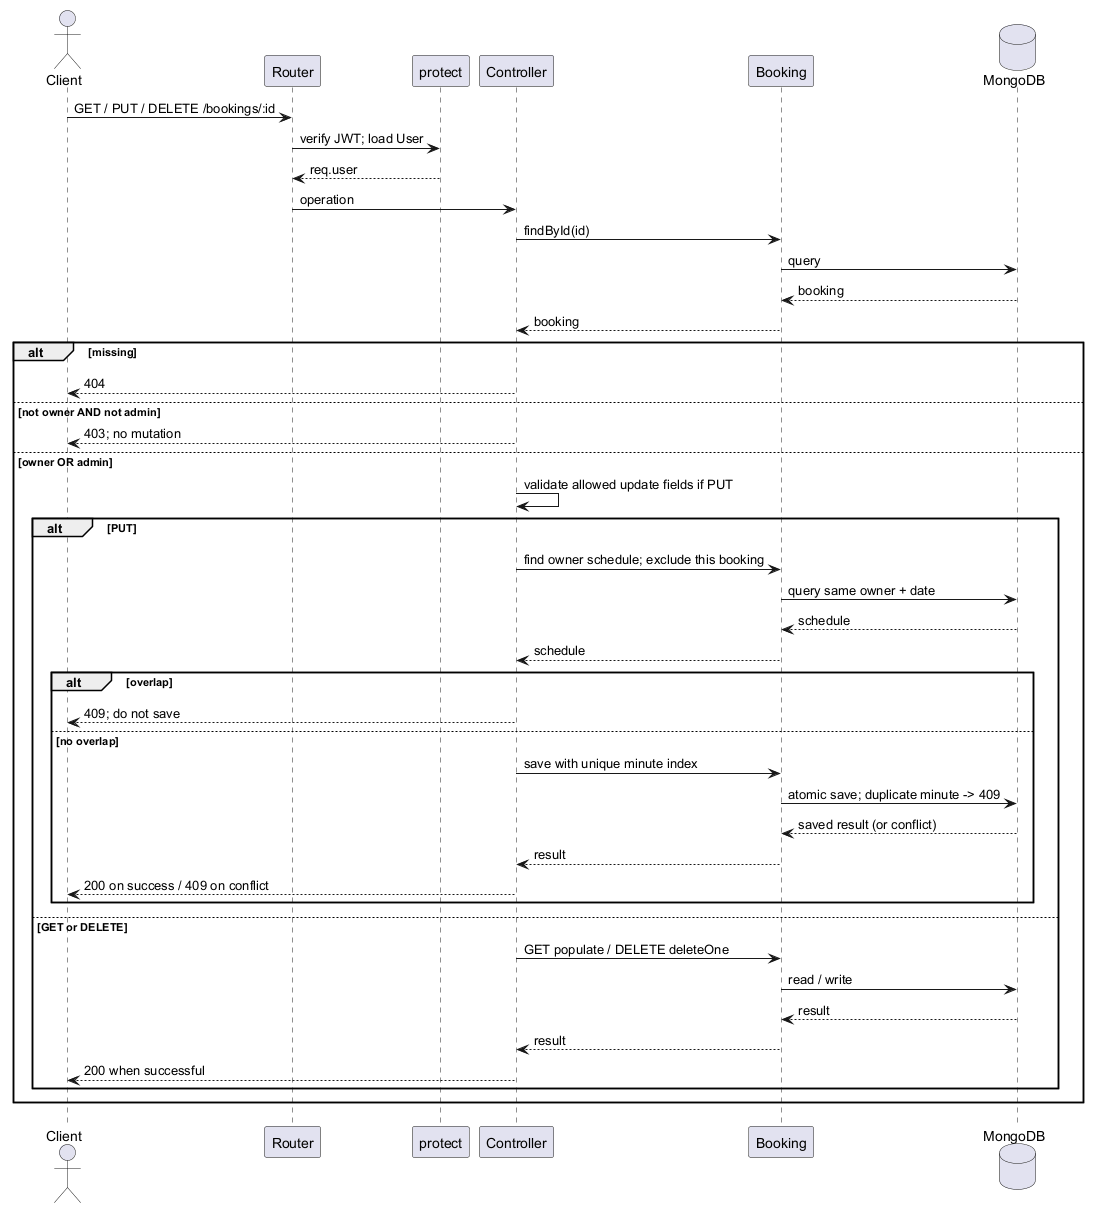 Client
Router
protect
Controller
Booking
MongoDB
GET / PUT / DELETE /bookings/:id
verify JWT; load User
req.user
operation
findById(id)
query
booking
booking
alt [missing]
404
[not owner AND not admin]
403; no mutation
[owner OR admin]
validate allowed update fields if PUT
alt [PUT]
find owner schedule; exclude this booking
query same owner + date
schedule
schedule
alt [overlap]
409; do not save
[no overlap]
save with unique minute index
atomic save; duplicate minute -> 409
saved result (or conflict)
result
200 on success / 409 on conflict
[GET or DELETE]
GET populate / DELETE deleteOne
read / write
result
result
200 when successful
Client
Router
protect
Controller
Booking
MongoDB